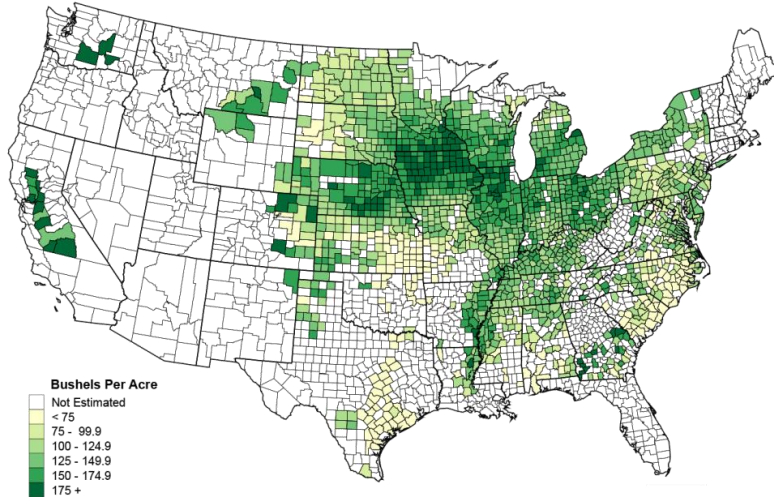 Bushels Per Acre
Not Estimated
< 75
75 - 99.9
100 - 124.9
125 - 149.9
150 - 174.9
175 +